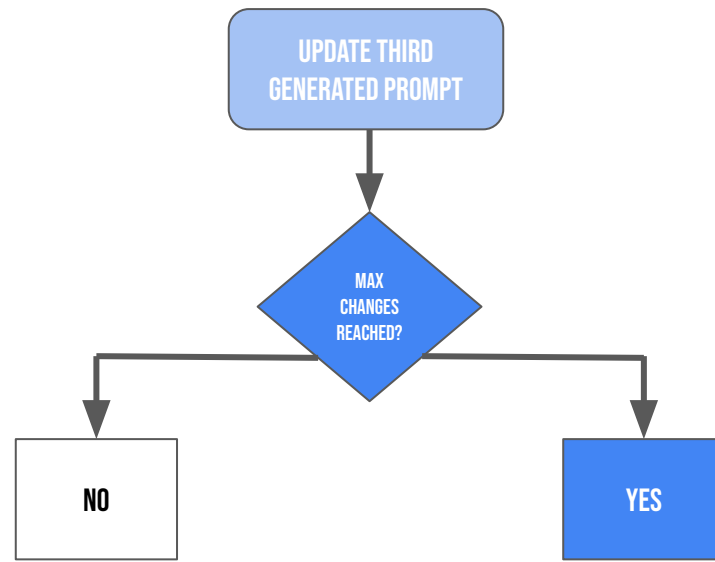 UPDATE THIRD
GENERATED PROMPT
MAX
CHANGES
REACHED?
NO
YES